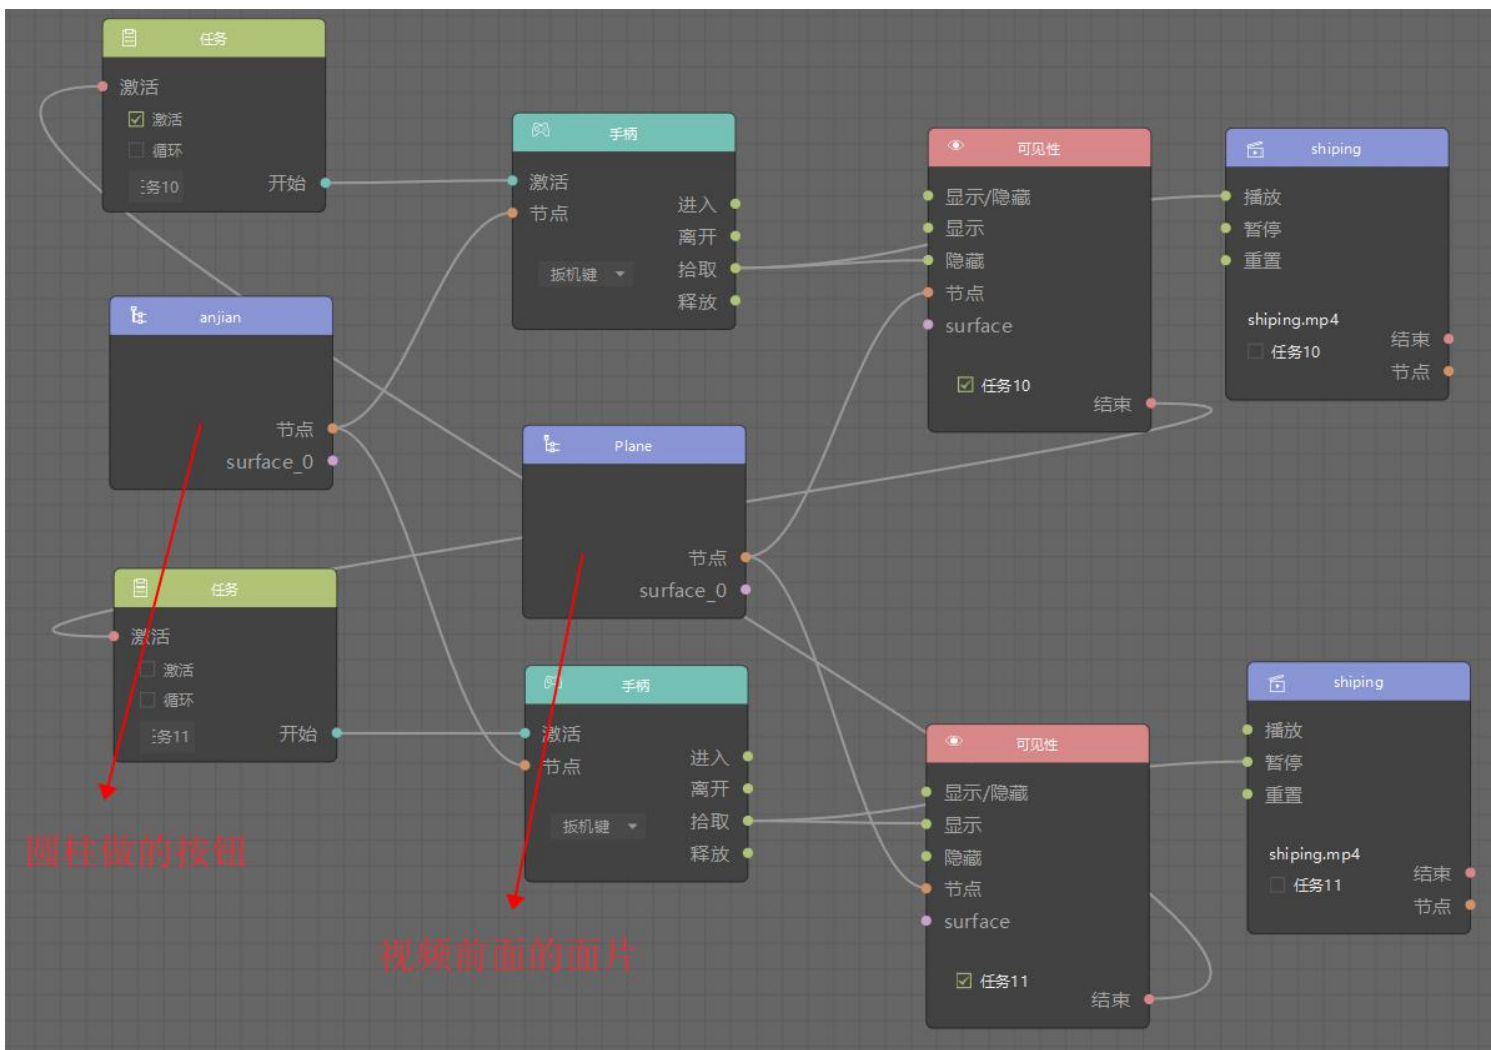 任务
激活
激活
循环
务10
开始
手柄
激活
节点
进入
离开
拾取
释放
扳机键
可见性
显示/隐藏
显示
隐藏
节点
surface
任务10
结束
shiping
播放
暂停
重置
shiping.mp4
任务10
结束
节点
anjian
节点
surface_0
Plane
节点
surface_0
任务
激活
激活
循环
务11
开始
手柄
激活
节点
进入
离开
拾取
释放
扳机键
可见性
显示/隐藏
显示
隐藏
节点
surface
任务11
结束
shiping
播放
暂停
重置
shiping.mp4
任务11
结束
节点
圆柱做的按钮
视频前面的面片